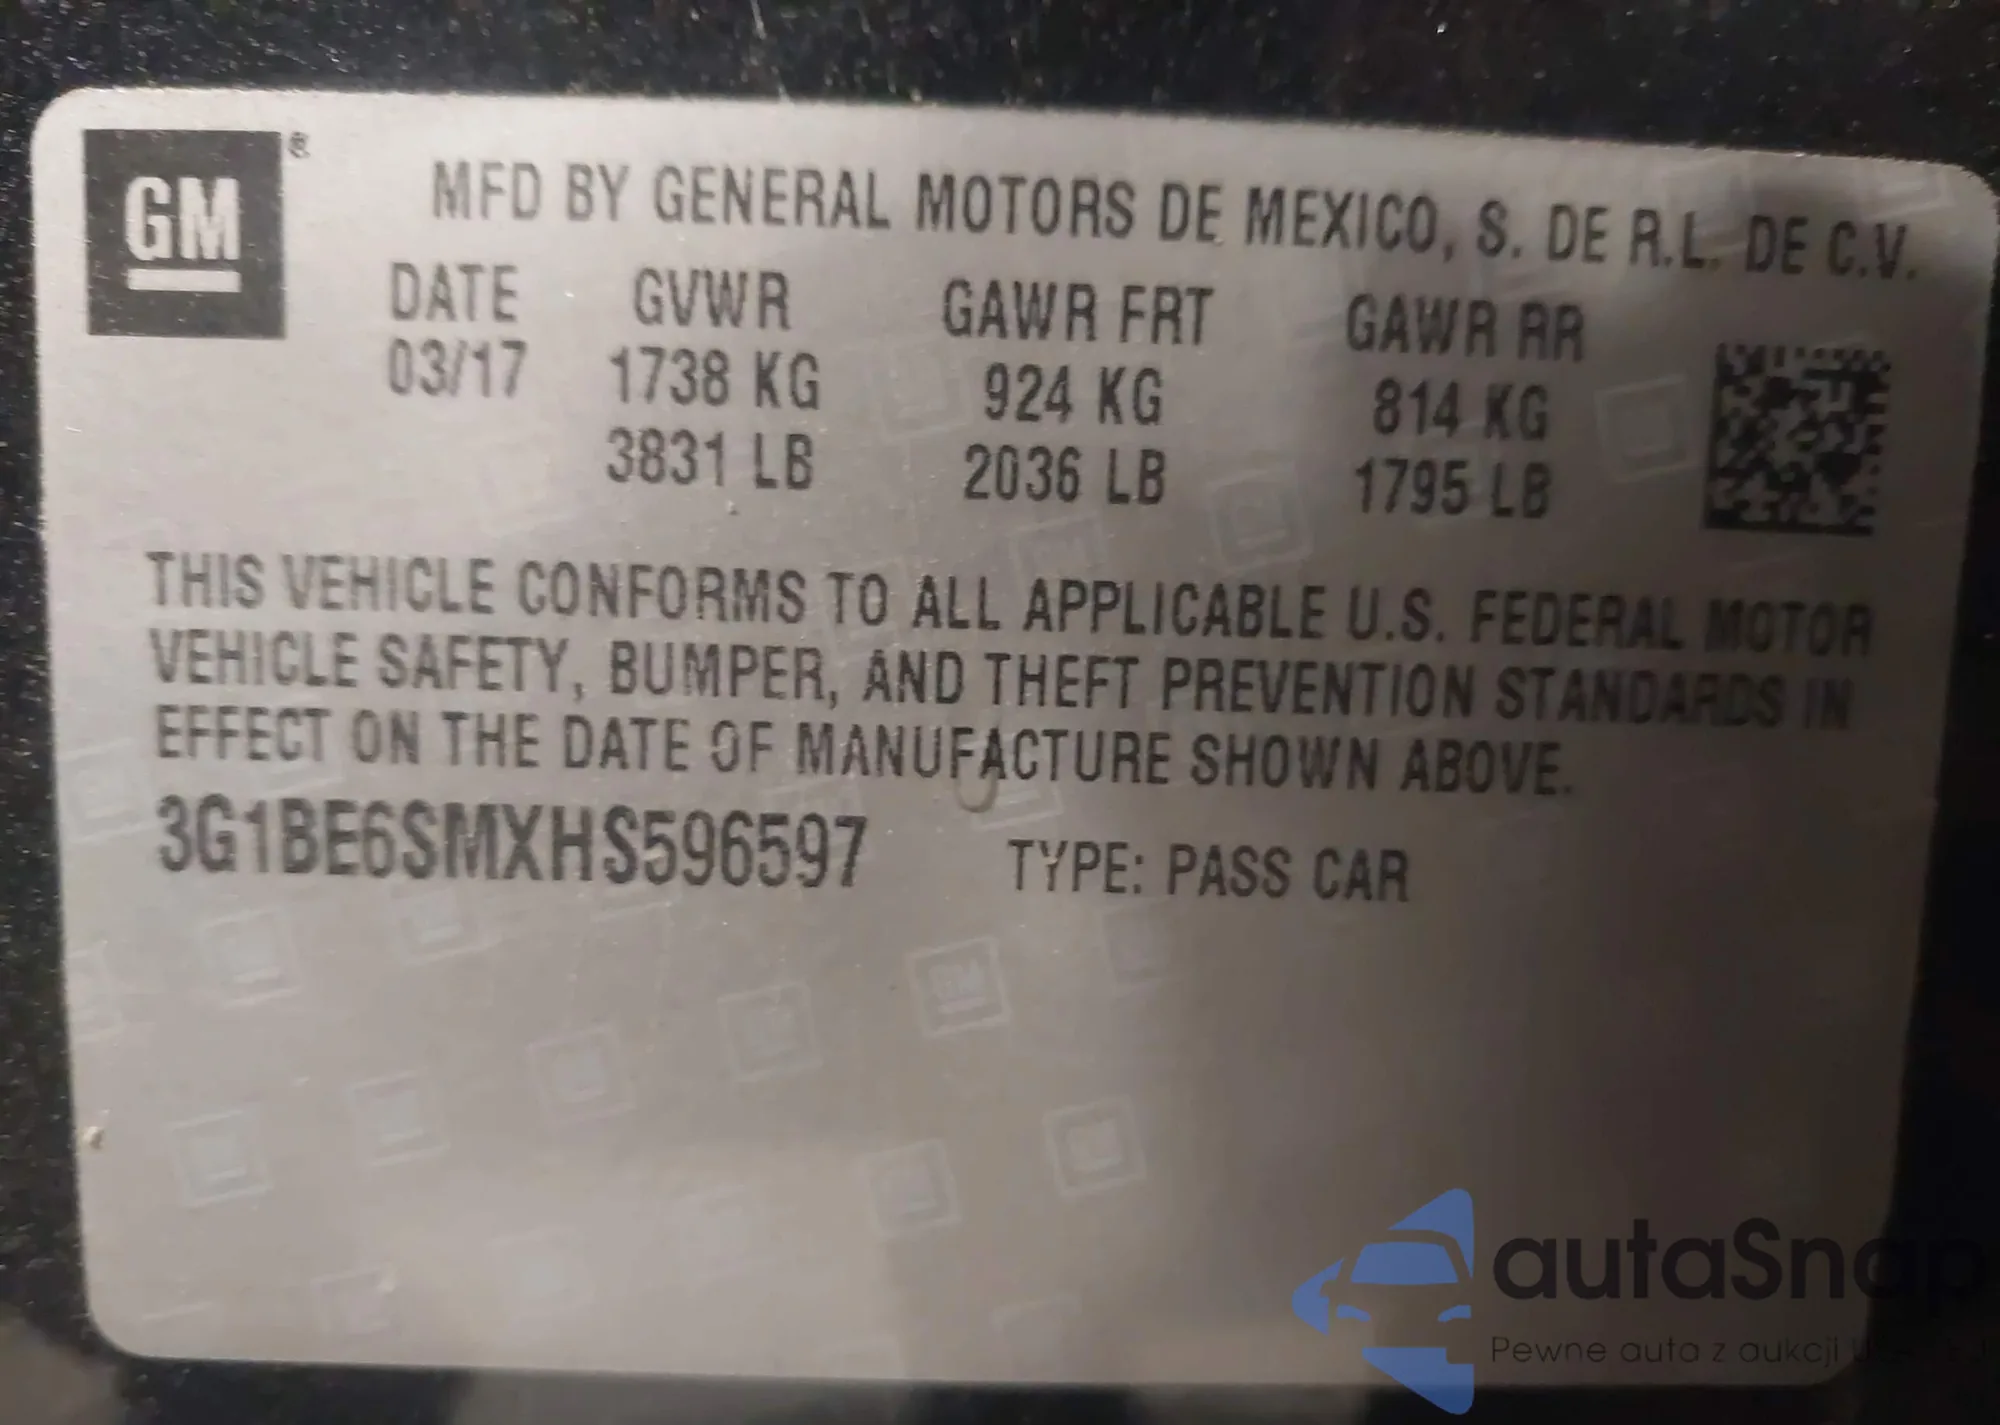 GM ®
MFD BY GENERAL MOTORS DE MEXICO, S. DE R.L. DE C.V.
DATE GVWR GAWR FRT GAWR RR
03/17 1738 KG 924 KG 814 KG
3831 LB 2036 LB 1795 LB
THIS VEHICLE CONFORMS TO ALL APPLICABLE U.S. FEDERAL MOTOR
VEHICLE SAFETY, BUMPER, AND THEFT PREVENTION STANDARDS IN
EFFECT ON THE DATE OF MANUFACTURE SHOWN ABOVE.
3G1BE6SMXHS596597 TYPE: PASS CAR
autaSnap
Pewne auta z aukcji